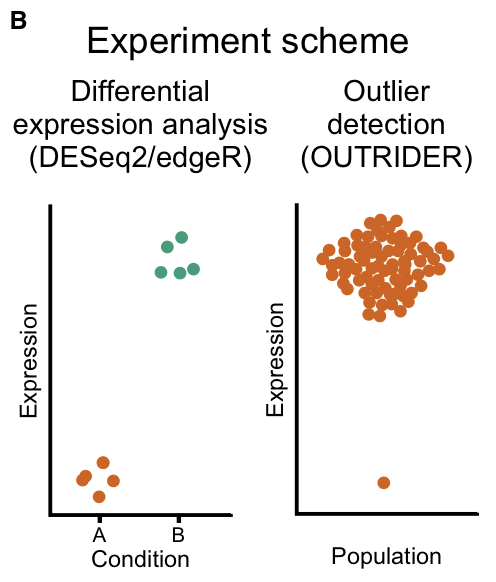 B
Experiment scheme
Differential
expression analysis
(DESeq2/edgeR)
Outlier
detection
(OUTRIDER)
Expression
A
B
Condition
Expression
Population